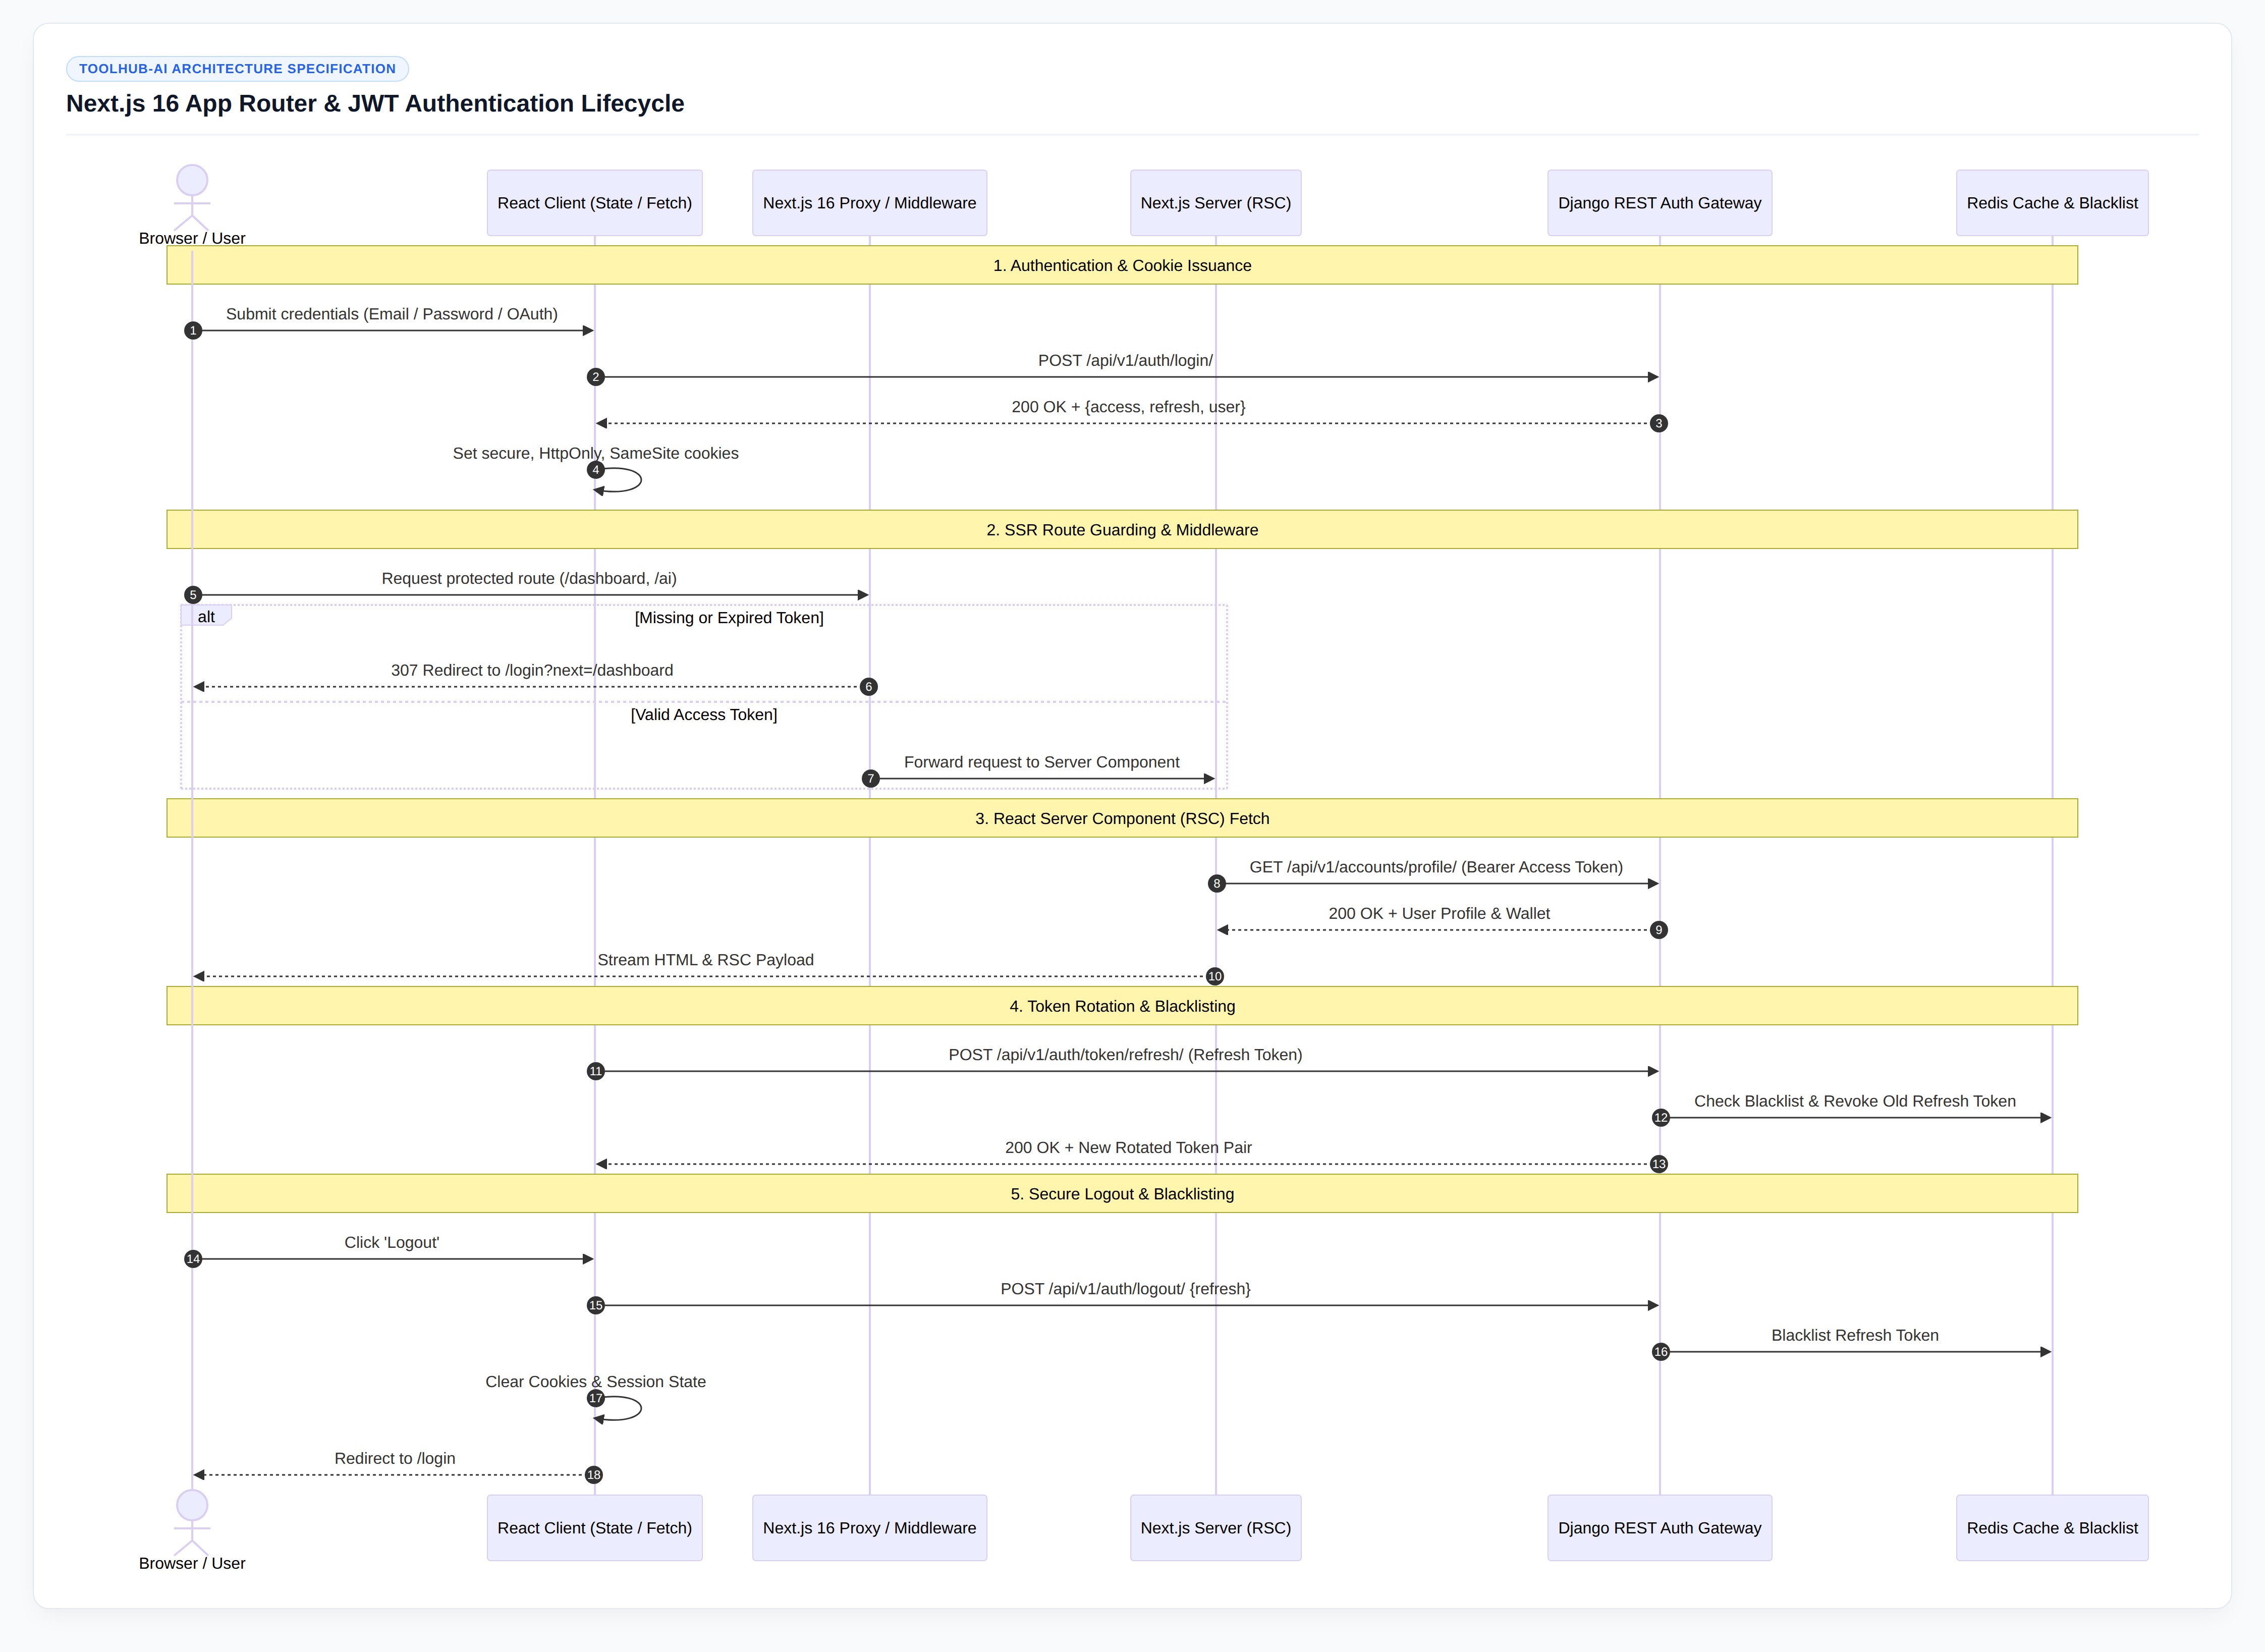 TOOLHUB-AI ARCHITECTURE SPECIFICATION
Next.js 16 App Router & JWT Authentication Lifecycle
Browser / User
React Client (State / Fetch)
Next.js 16 Proxy / Middleware
Next.js Server (RSC)
Django REST Auth Gateway
Redis Cache & Blacklist
1. Authentication & Cookie Issuance
Submit credentials (Email / Password / OAuth)
1
POST /api/v1/auth/login/
2
200 OK + {access, refresh, user}
3
Set secure, HttpOnly, SameSite cookies
4
2. SSR Route Guarding & Middleware
Request protected route (/dashboard, /ai)
5
alt
[Missing or Expired Token]
307 Redirect to /login?next=/dashboard
6
[Valid Access Token]
Forward request to Server Component
7
3. React Server Component (RSC) Fetch
GET /api/v1/accounts/profile/ (Bearer Access Token)
8
200 OK + User Profile & Wallet
9
Stream HTML & RSC Payload
10
4. Token Rotation & Blacklisting
POST /api/v1/auth/token/refresh/ (Refresh Token)
11
Check Blacklist & Revoke Old Refresh Token
12
200 OK + New Rotated Token Pair
13
5. Secure Logout & Blacklisting
Click 'Logout'
14
POST /api/v1/auth/logout/ {refresh}
15
Blacklist Refresh Token
16
Clear Cookies & Session State
17
Redirect to /login
18
Browser / User
React Client (State / Fetch)
Next.js 16 Proxy / Middleware
Next.js Server (RSC)
Django REST Auth Gateway
Redis Cache & Blacklist